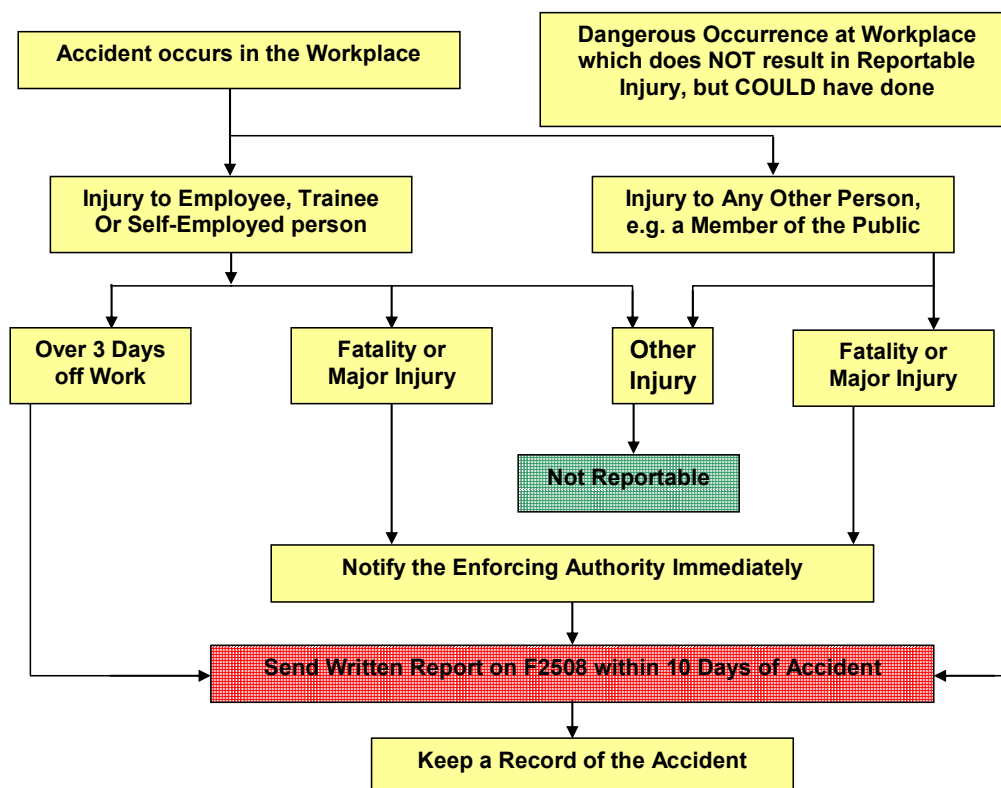 Accident occurs in the Workplace
Dangerous Occurrence at Workplace
which does NOT result in Reportable
Injury, but COULD have done
Injury to Employee, Trainee
Or Self-Employed person
Injury to Any Other Person,
e.g. a Member of the Public
Over 3 Days
off Work
Fatality or
Major Injury
Other
Injury
Fatality or
Major Injury
Not Reportable
Notify the Enforcing Authority Immediately
Send Written Report on F2508 within 10 Days of Accident
Keep a Record of the Accident